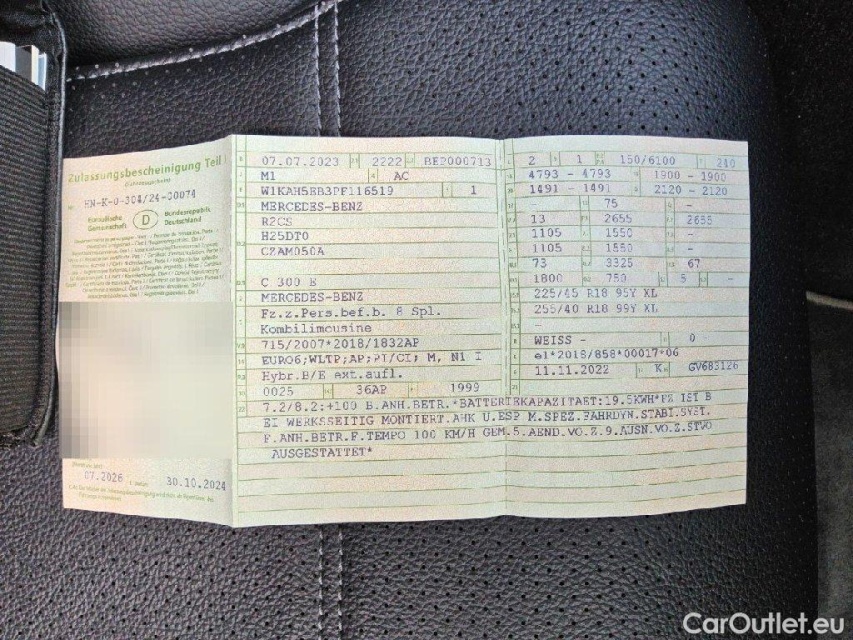 Zulassungsbescheinigung Teil I
HN-K-0-304/24-00074
Europäische
Gemeinschaft
D
Bundesrepublik
Deutschland
07.2026
30.10.2024
07.07.2023 2222 BE2000713
M1 AC
W1KAH5EB3PF116519 1
MERCEDES-BENZ
R2CS
H25DT0
CZAM050A
C 300 E
MERCEDES-BENZ
Fz.z.Pers.bef.b. 8 Spl.
Kombilimousine
715/2007*2018/1832AP
EURO6;WLTP;AP;PI/CI; M, N1 I
Hybr.B/E ext.aufl.
0025 36AP 1999
2 1 150/6100 240
4793 - 4793 1900 - 1900
1491 - 1491 2120 - 2120
- 75 -
13 2655 2655
1105 1550 -
1105 1550 -
73 3325 67
1800 750 5 -
225/45 R18 95Y XL
255/40 R18 99Y XL
-
WEISS - 0
e1*2018/858*00017*06
11.11.2022 K GV683126
7.2/8.2:+100 B.ANH.BETR.*BATTERIEKAPAZITAET:19.5KWH*FZ IST B
EI WERKSSEITIG MONTIERT.AHK U.ESP M.SPEZ.FAHRDYN.STABI.SYST.
F.ANH.BETR.F.TEMPO 100 KM/H GEM.5.AEND.VO.Z.9.AUSN.VO.Z.STVO
AUSGESTATTET*
CarOutlet.eu